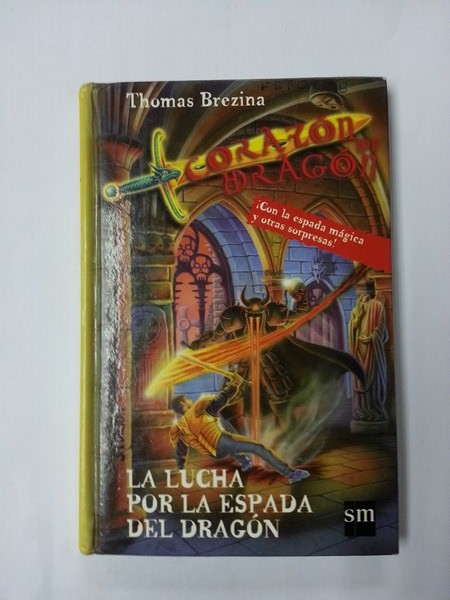 Thomas Brezina
CORAZÓN DE
DRAGÓN
¡Con la espada mágica
y otras sorpresas!
LA LUCHA
POR LA ESPADA
DEL DRAGÓN
sm